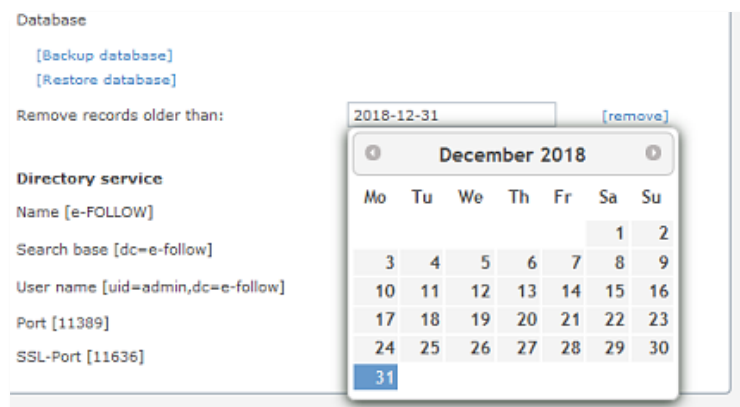 Database
[Backup database]
[Restore database]
Remove records older than: 2018-12-31 [remove]
December 2018
Mo Tu We Th Fr Sa Su
1 2
3 4 5 6 7 8 9
10 11 12 13 14 15 16
17 18 19 20 21 22 23
24 25 26 27 28 29 30
31
Directory service
Name [e-FOLLOW]
Search base [dc=e-follow]
User name [uid=admin,dc=e-follow]
Port [11389]
SSL-Port [11636]